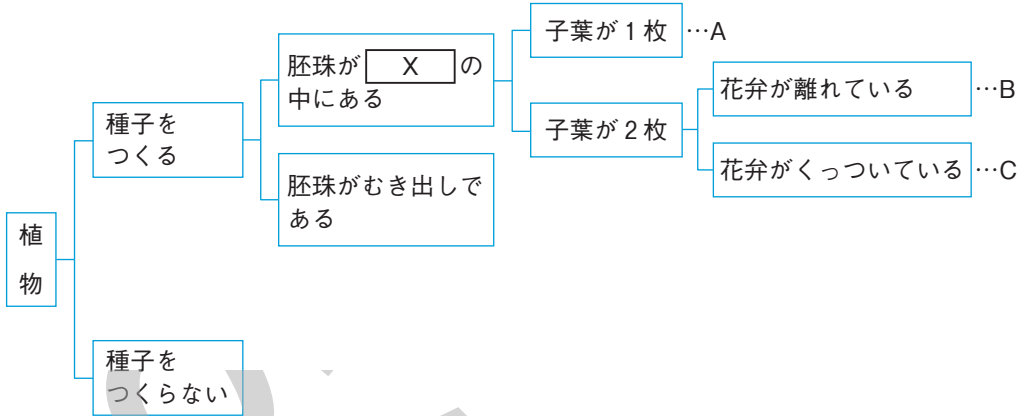 子葉が1枚 …A
胚珠が X の
中にある
花弁が離れている …B
種子を
つくる
子葉が2枚
花弁がくっついている …C
胚珠がむき出しで
ある
植
物
種子を
つくらない